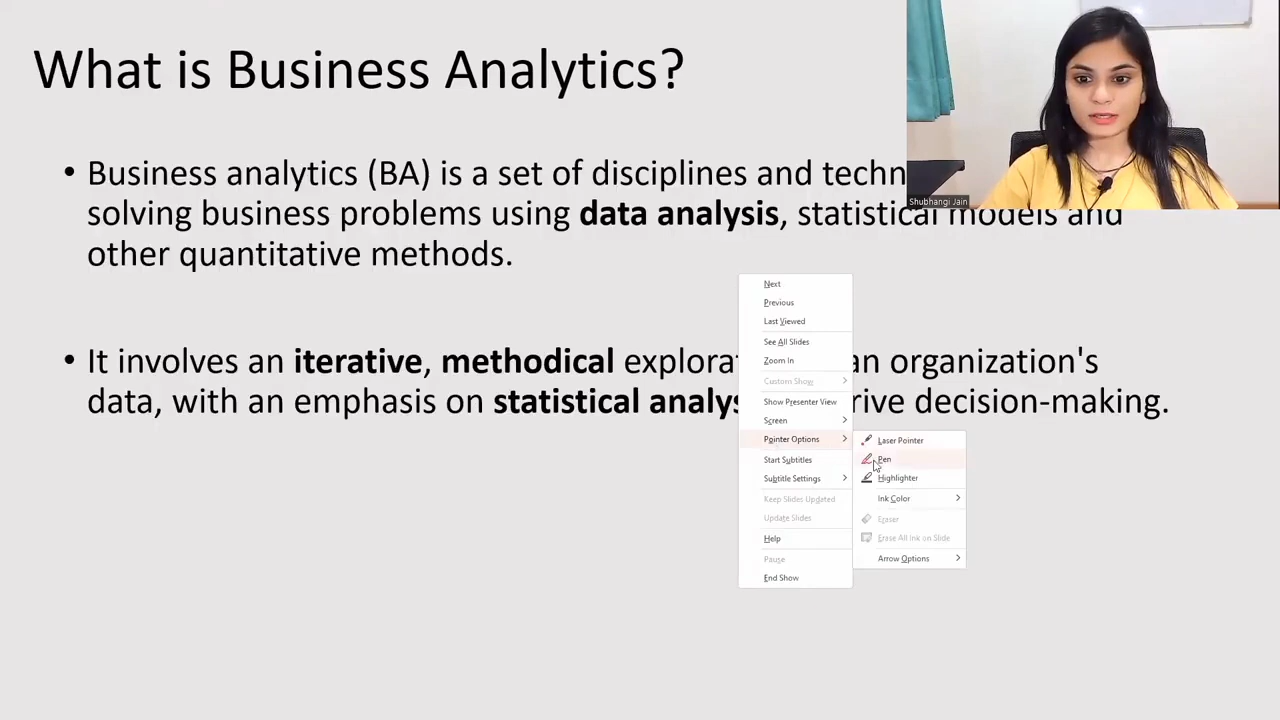 What is Business Analytics?
• Business analytics (BA) is a set of disciplines and
solving business problems using data analysis, statistical models and
other quantitative methods.
• It involves an iterative, methodical an organization's
data, with an emphasis on statistical decision-making.
Shubhangi Jain
Next
Previous
Last Viewed
See All Slides
Zoom In
Custom Show
Show Presenter View
Screen
Pointer Options
Start Subtitles
Subtitle Settings
Keep Slides Updated
Update Slides
Help
Pause
End Show
Laser Pointer
Pen
Highlighter
Ink Color
Eraser
Erase All Ink on Slide
Arrow Options